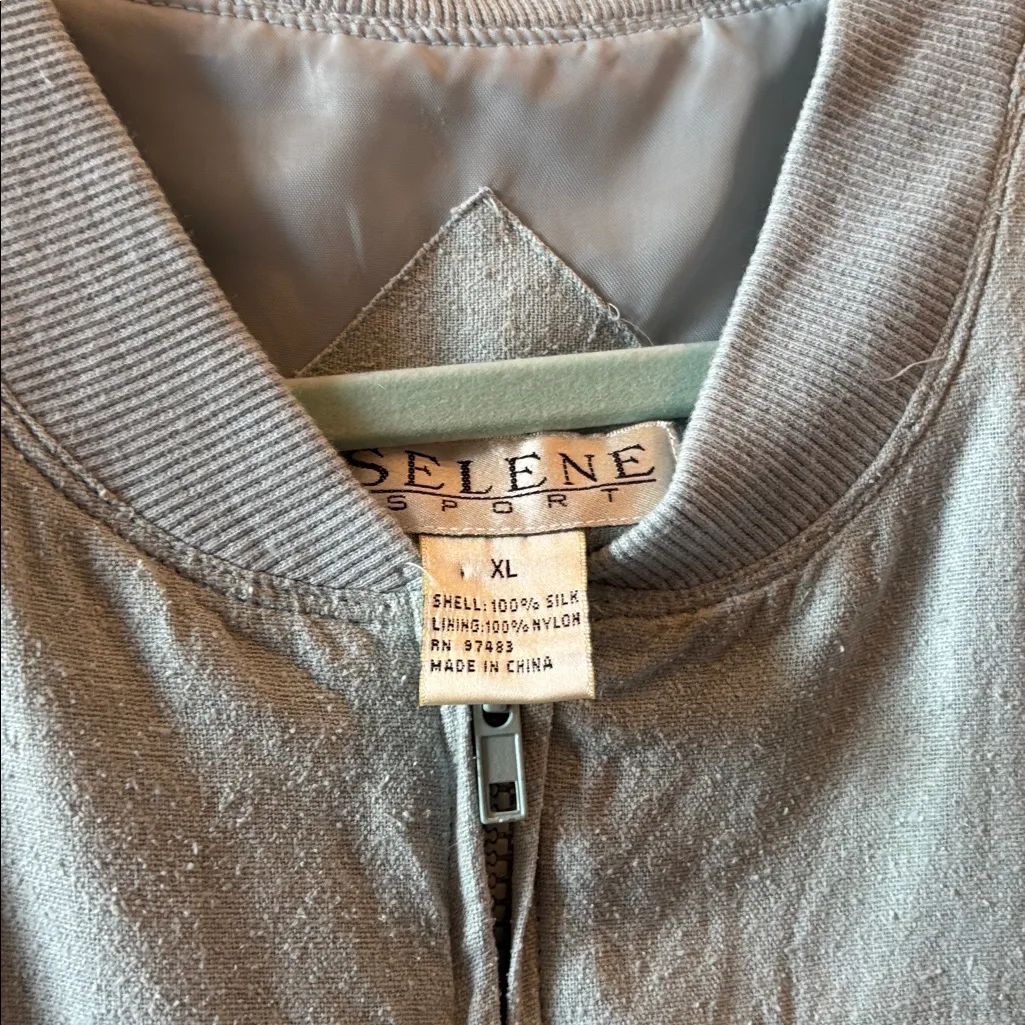 SELENE
SPORT
XL
SHELL: 100% SILK
LINING: 100% NYLON
RN 97483
MADE IN CHINA